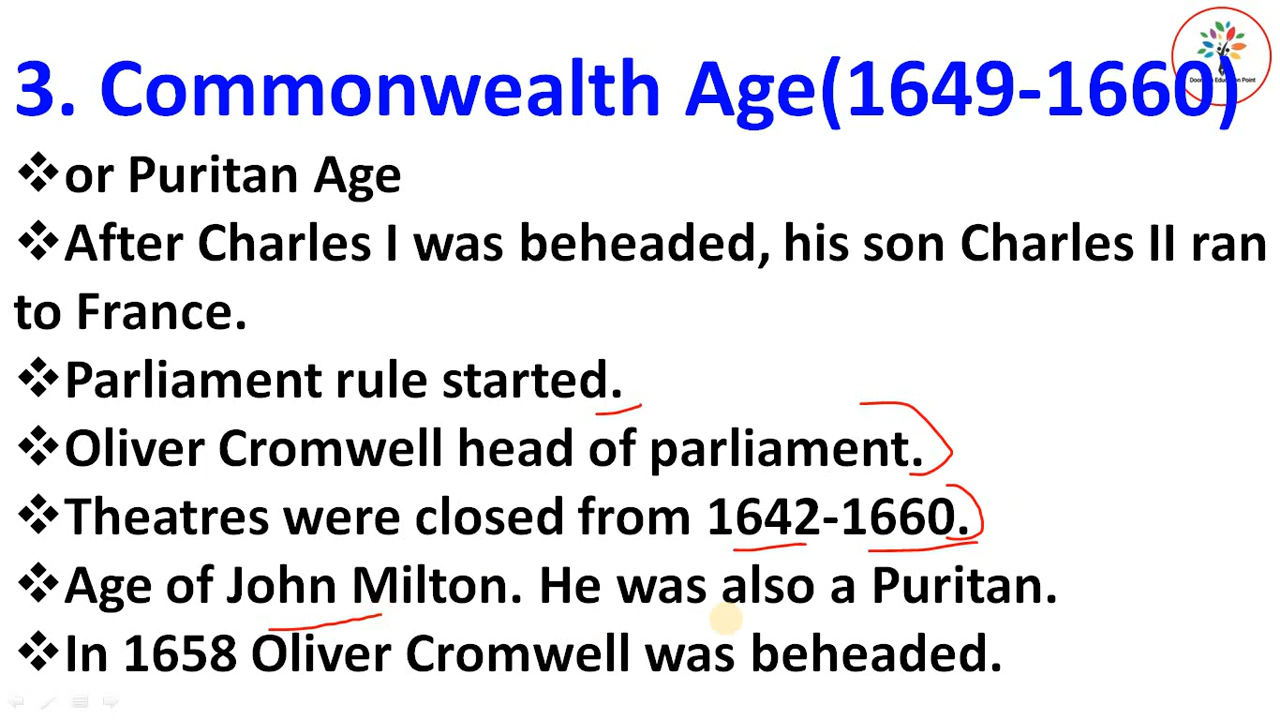 3. Commonwealth Age(1649-1660)
❖or Puritan Age
❖After Charles I was beheaded, his son Charles II ran
to France.
❖Parliament rule started.
❖Oliver Cromwell head of parliament.
❖Theatres were closed from 1642-1660.
❖Age of John Milton. He was also a Puritan.
❖In 1658 Oliver Cromwell was beheaded.